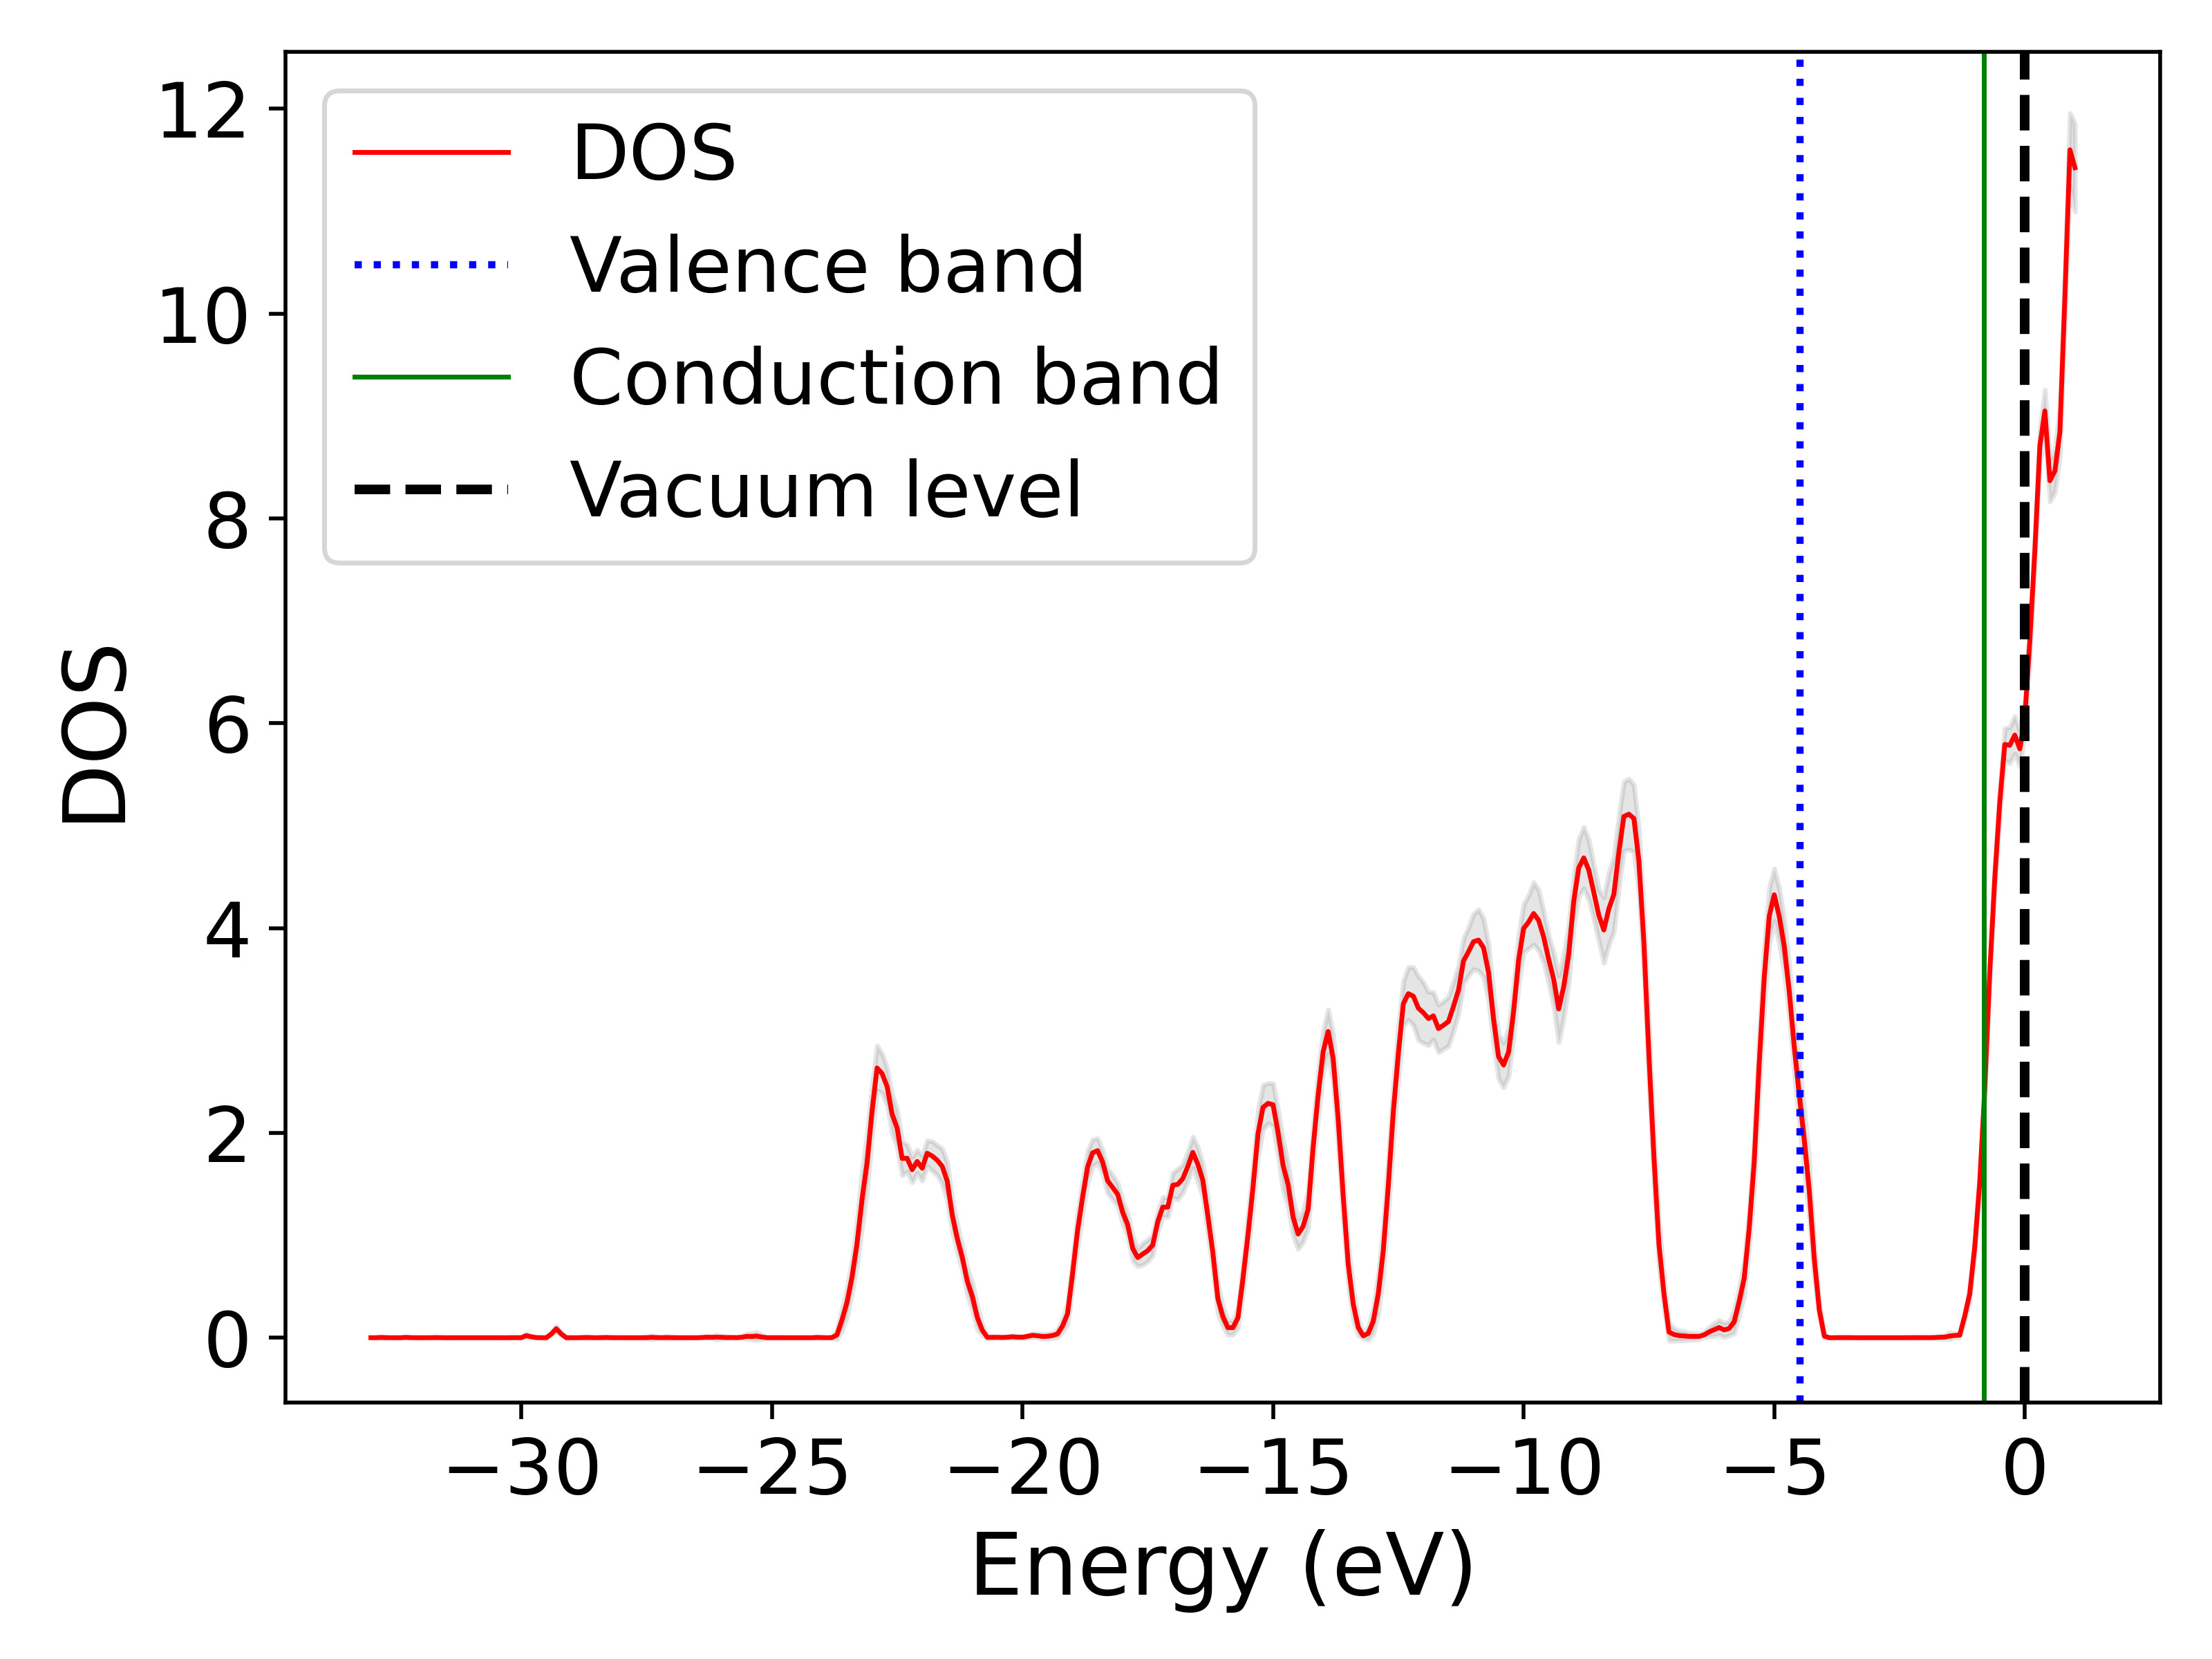 DOS
Valence band
Conduction band
Vacuum level
12
10
8
6
4
2
0
DOS
−30 −25 −20 −15 −10 −5 0
Energy (eV)